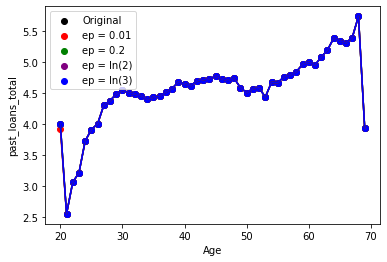 Original
ep = 0.01
ep = 0.2
ep = ln(2)
ep = ln(3)
past_loans_total
5.5
5.0
4.5
4.0
3.5
3.0
2.5
20 30 40 50 60 70
Age